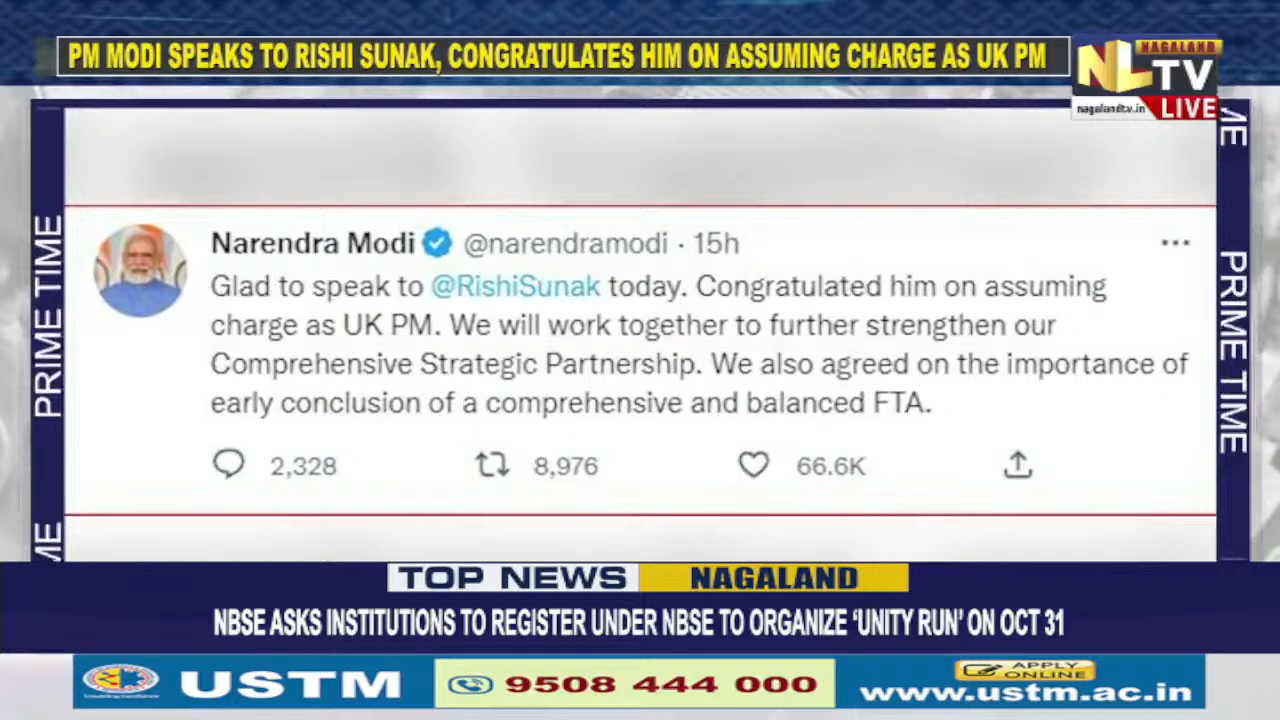 PM MODI SPEAKS TO RISHI SUNAK, CONGRATULATES HIM ON ASSUMING CHARGE AS UK PM
NAGALAND
NLTV
nagalandtv.in LIVE
ME
PRIME TIME
ME
PRIME TIME
Narendra Modi @narendramodi · 15h
Glad to speak to @RishiSunak today. Congratulated him on assuming
charge as UK PM. We will work together to further strengthen our
Comprehensive Strategic Partnership. We also agreed on the importance of
early conclusion of a comprehensive and balanced FTA.
2,328 8,976 66.6K
TOP NEWS NAGALAND
NBSE ASKS INSTITUTIONS TO REGISTER UNDER NBSE TO ORGANIZE ‘UNITY RUN’ ON OCT 31
USTM 9508 444 000
APPLY
ONLINE
www.ustm.ac.in